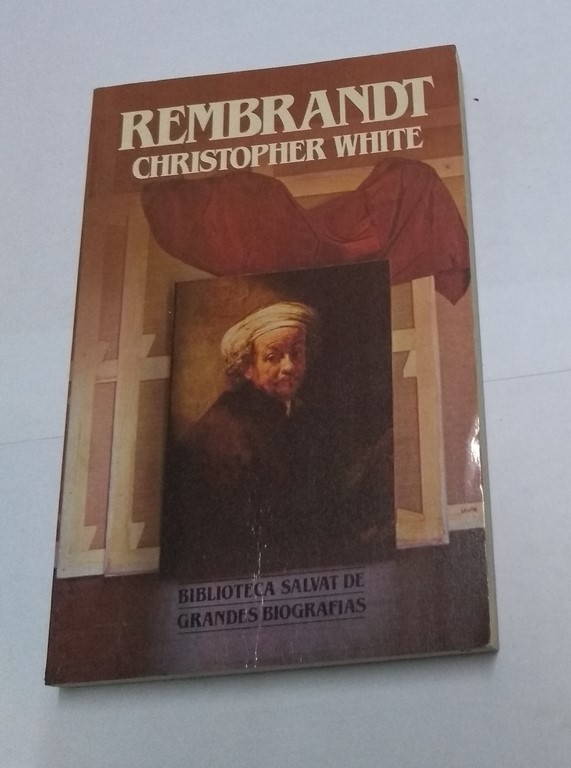 REMBRANDT
CHRISTOPHER WHITE
BIBLIOTECA SALVAT DE
GRANDES BIOGRAFIAS